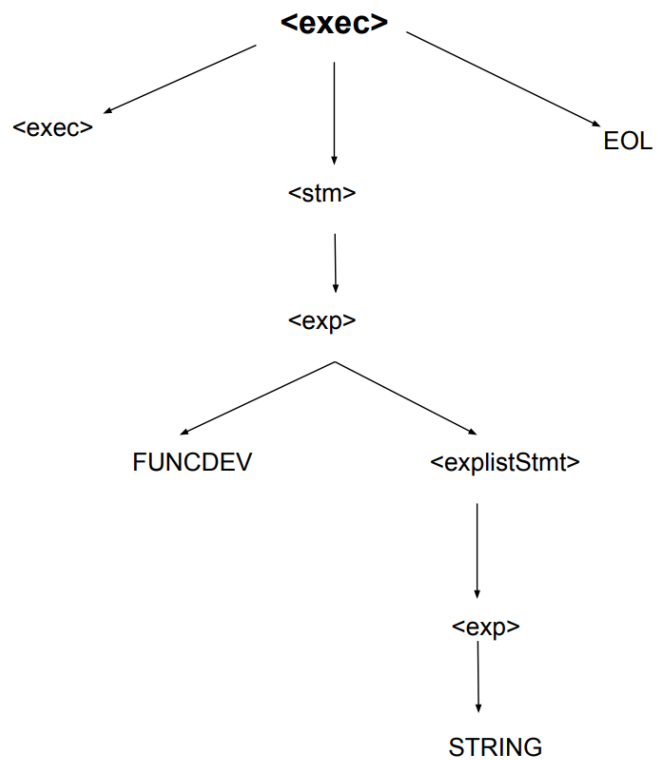 <exec>
<exec>
EOL
<stm>
<exp>
FUNCDEV
<explistStmt>
<exp>
STRING